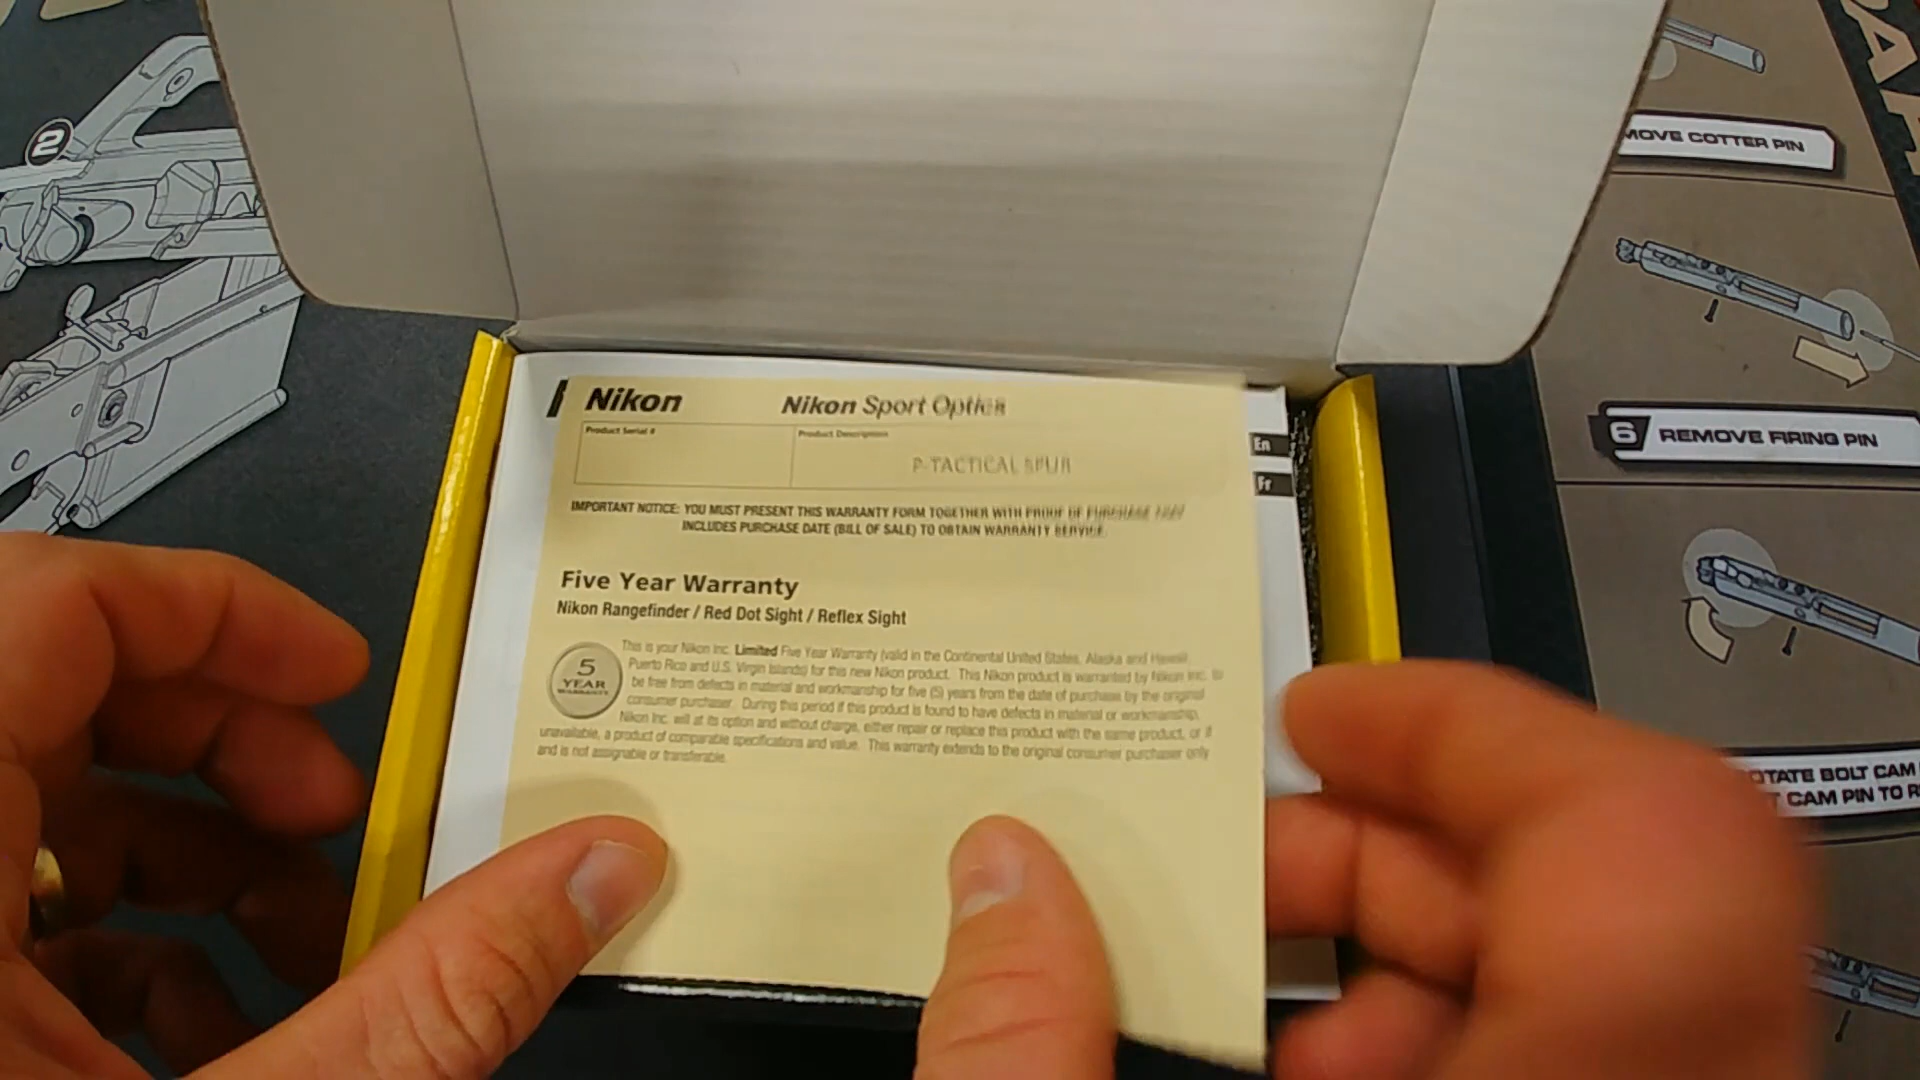 2
Nikon
Nikon Sport Optics
Product Serial #
Product Description
P-TACTICAL SPUR
IMPORTANT NOTICE: YOU MUST PRESENT THIS WARRANTY FORM TOGETHER WITH PROOF OF PURCHASE THAT
INCLUDES PURCHASE DATE (BILL OF SALE) TO OBTAIN WARRANTY SERVICE.
Five Year Warranty
Nikon Rangefinder / Red Dot Sight / Reflex Sight
5
YEAR
WARRANTY
This is your Nikon Inc. Limited Five Year Warranty (valid in the Continental United States, Alaska and Hawaii
Puerto Rico and U.S. Virgin Islands) for this new Nikon product. This Nikon product is warranted by Nikon Inc. to
be free from defects in material and workmanship for five (5) years from the date of purchase by the original
consumer purchaser. During this period if this product is found to have defects in material or workmanship,
Nikon Inc. will at its option and without charge, either repair or replace this product with the same product, or if
unavailable, a product of comparable specifications and value. This warranty extends to the original consumer purchaser only
and is not assignable or transferable.
En
Fr
MOVE COTTER PIN
6 REMOVE FIRING PIN
OTATE BOLT CAM
T CAM PIN TO R